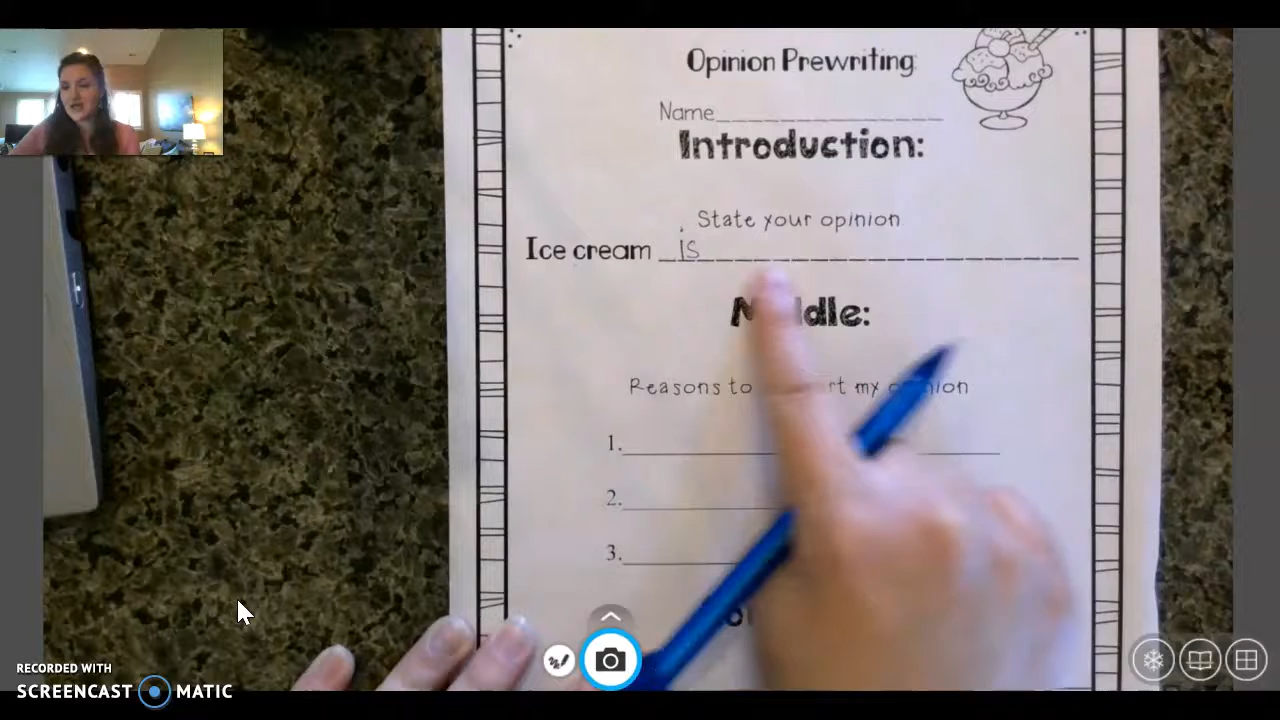 Opinion Prewriting
Name
Introduction:
State your opinion
Ice cream is
Reasons to my
1.
2.
3.
RECORDED WITH
SCREENCAST MATIC